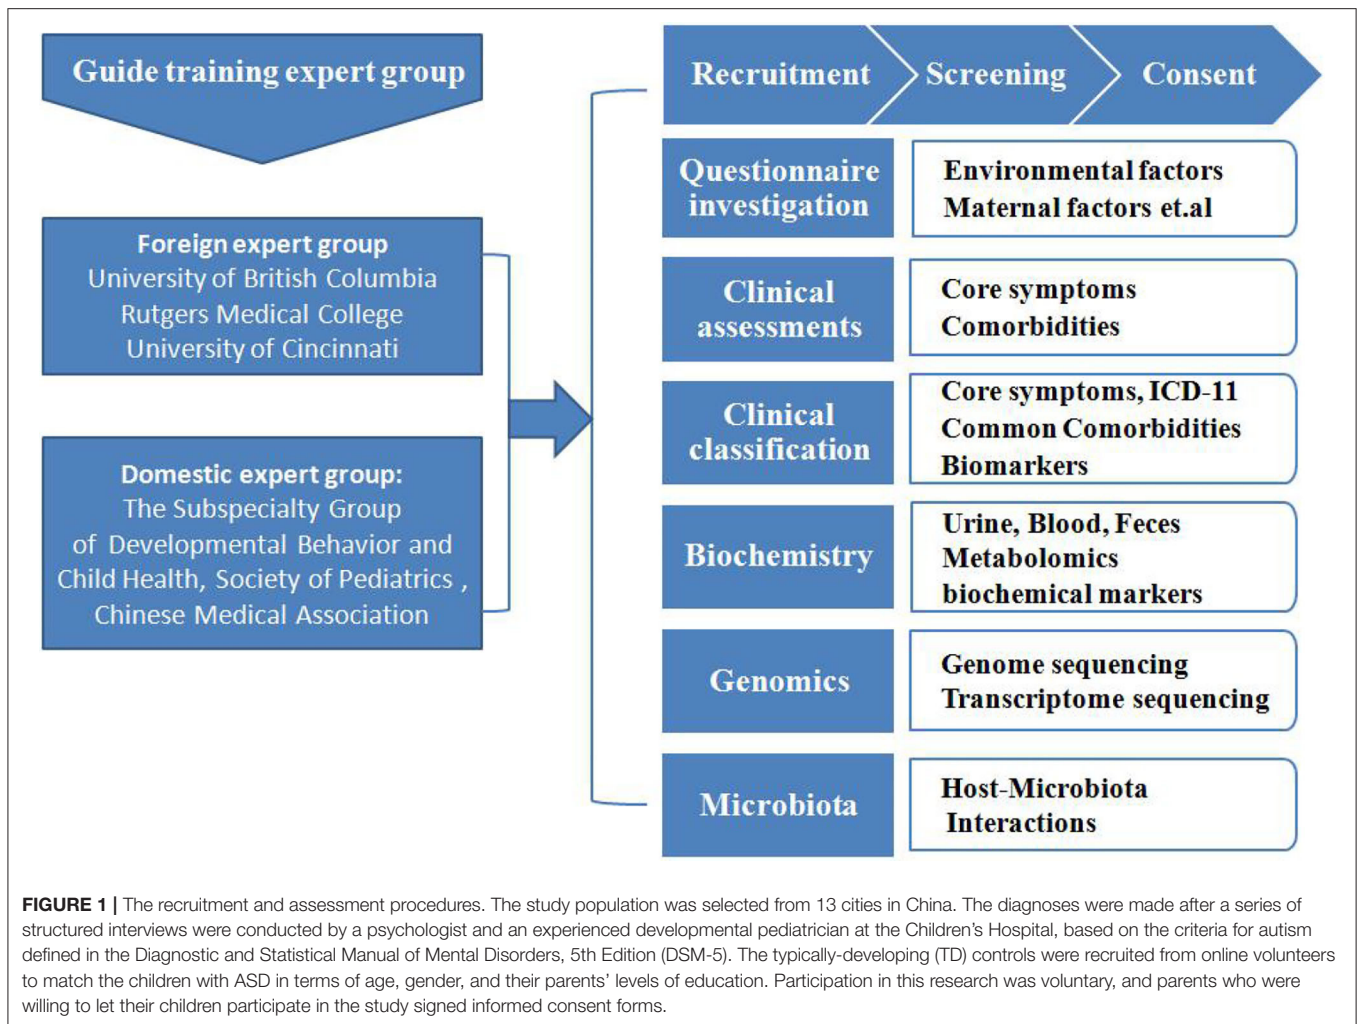 Guide training expert group
Foreign expert group
University of British Columbia
Rutgers Medical College
University of Cincinnati
Domestic expert group:
The Subspecialty Group
of Developmental Behavior and
Child Health, Society of Pediatrics ,
Chinese Medical Association
Recruitment
Screening
Consent
Questionnaire
investigation
Environmental factors
Maternal factors et.al
Clinical
assessments
Core symptoms
Comorbidities
Clinical
classification
Core symptoms, ICD-11
Common Comorbidities
Biomarkers
Biochemistry
Urine, Blood, Feces
Metabolomics
biochemical markers
Genomics
Genome sequencing
Transcriptome sequencing
Microbiota
Host-Microbiota
Interactions
FIGURE 1 | The recruitment and assessment procedures. The study population was selected from 13 cities in China. The diagnoses were made after a series of
structured interviews were conducted by a psychologist and an experienced developmental pediatrician at the Children's Hospital, based on the criteria for autism
defined in the Diagnostic and Statistical Manual of Mental Disorders, 5th Edition (DSM-5). The typically-developing (TD) controls were recruited from online volunteers
to match the children with ASD in terms of age, gender, and their parents' levels of education. Participation in this research was voluntary, and parents who were
willing to let their children participate in the study signed informed consent forms.